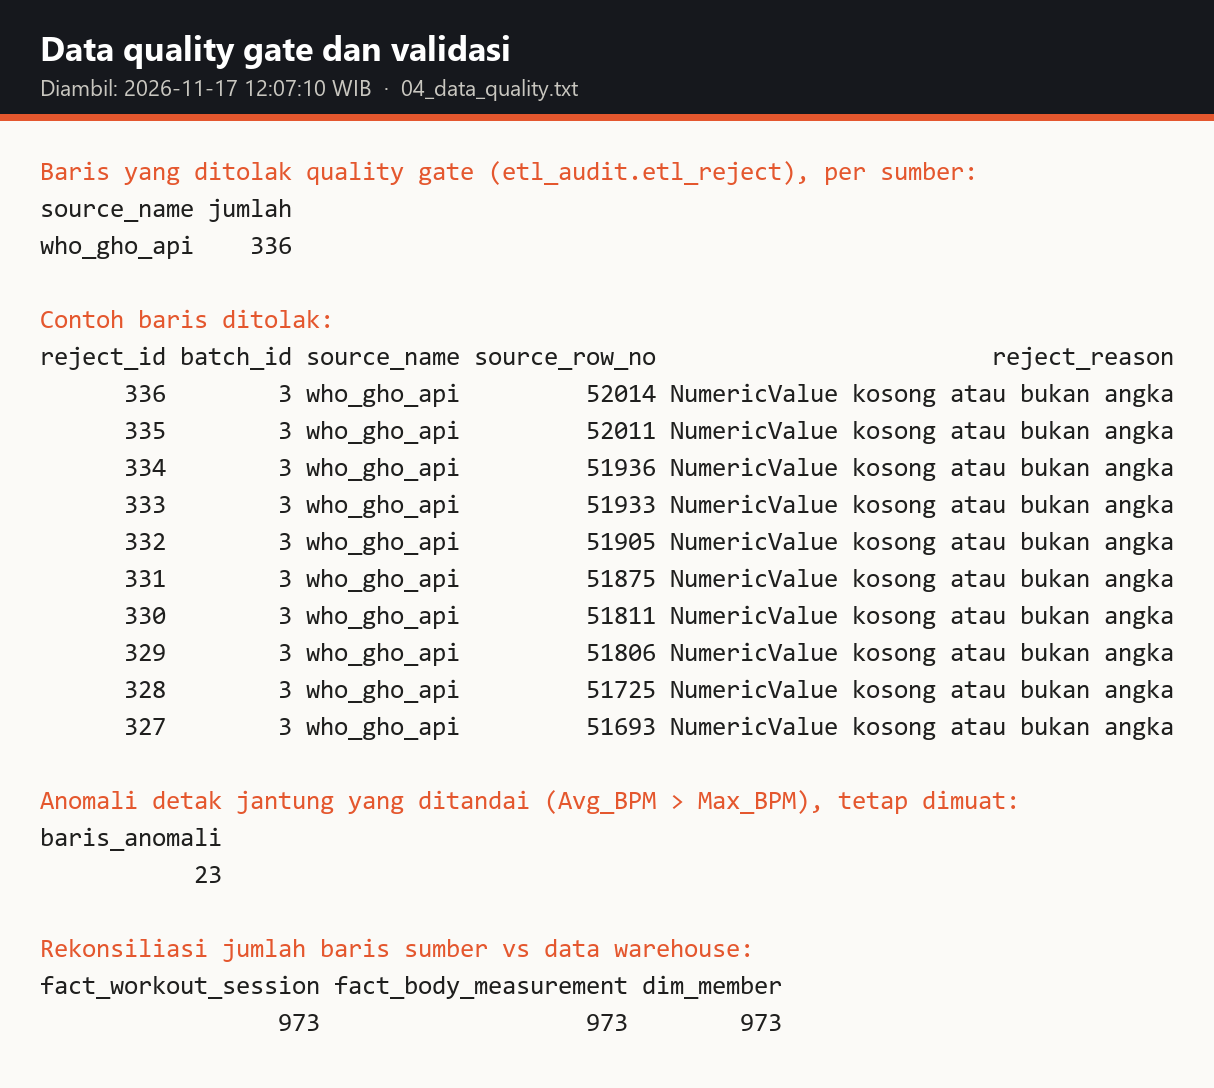 Data quality gate dan validasi
Diambil: 2026-11-17 12:07:10 WIB · 04_data_quality.txt
Baris yang ditolak quality gate (etl_audit.etl_reject), per sumber:
source_name jumlah
who_gho_api 336
Contoh baris ditolak:
reject_id batch_id source_name source_row_no reject_reason
336 3 who_gho_api 52014 NumericValue kosong atau bukan angka
335 3 who_gho_api 52011 NumericValue kosong atau bukan angka
334 3 who_gho_api 51936 NumericValue kosong atau bukan angka
333 3 who_gho_api 51933 NumericValue kosong atau bukan angka
332 3 who_gho_api 51905 NumericValue kosong atau bukan angka
331 3 who_gho_api 51875 NumericValue kosong atau bukan angka
330 3 who_gho_api 51811 NumericValue kosong atau bukan angka
329 3 who_gho_api 51806 NumericValue kosong atau bukan angka
328 3 who_gho_api 51725 NumericValue kosong atau bukan angka
327 3 who_gho_api 51693 NumericValue kosong atau bukan angka
Anomali detak jantung yang ditandai (Avg_BPM > Max_BPM), tetap dimuat:
baris_anomali
23
Rekonsiliasi jumlah baris sumber vs data warehouse:
fact_workout_session fact_body_measurement dim_member
973 973 973